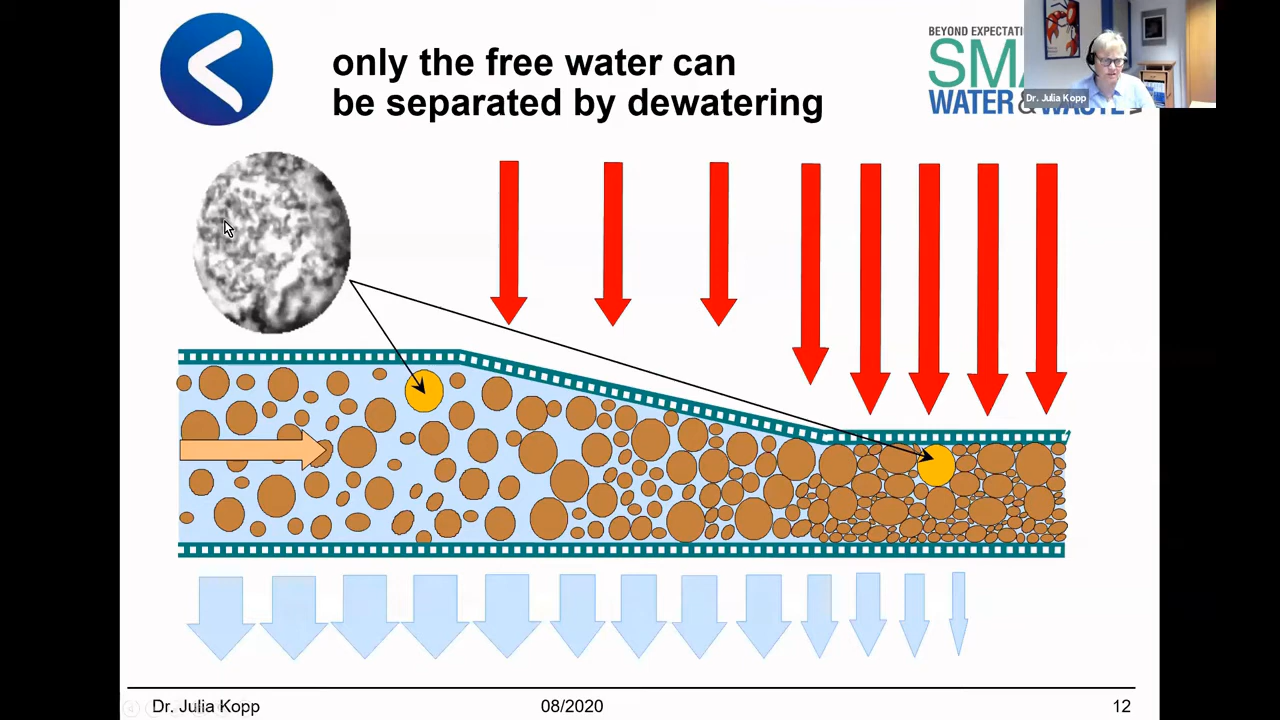 only the free water can
be separated by dewatering
BEYOND EXPECTATI
SM
WATER & WASTE
Dr. Julia Kopp
Dr. Julia Kopp
08/2020
12